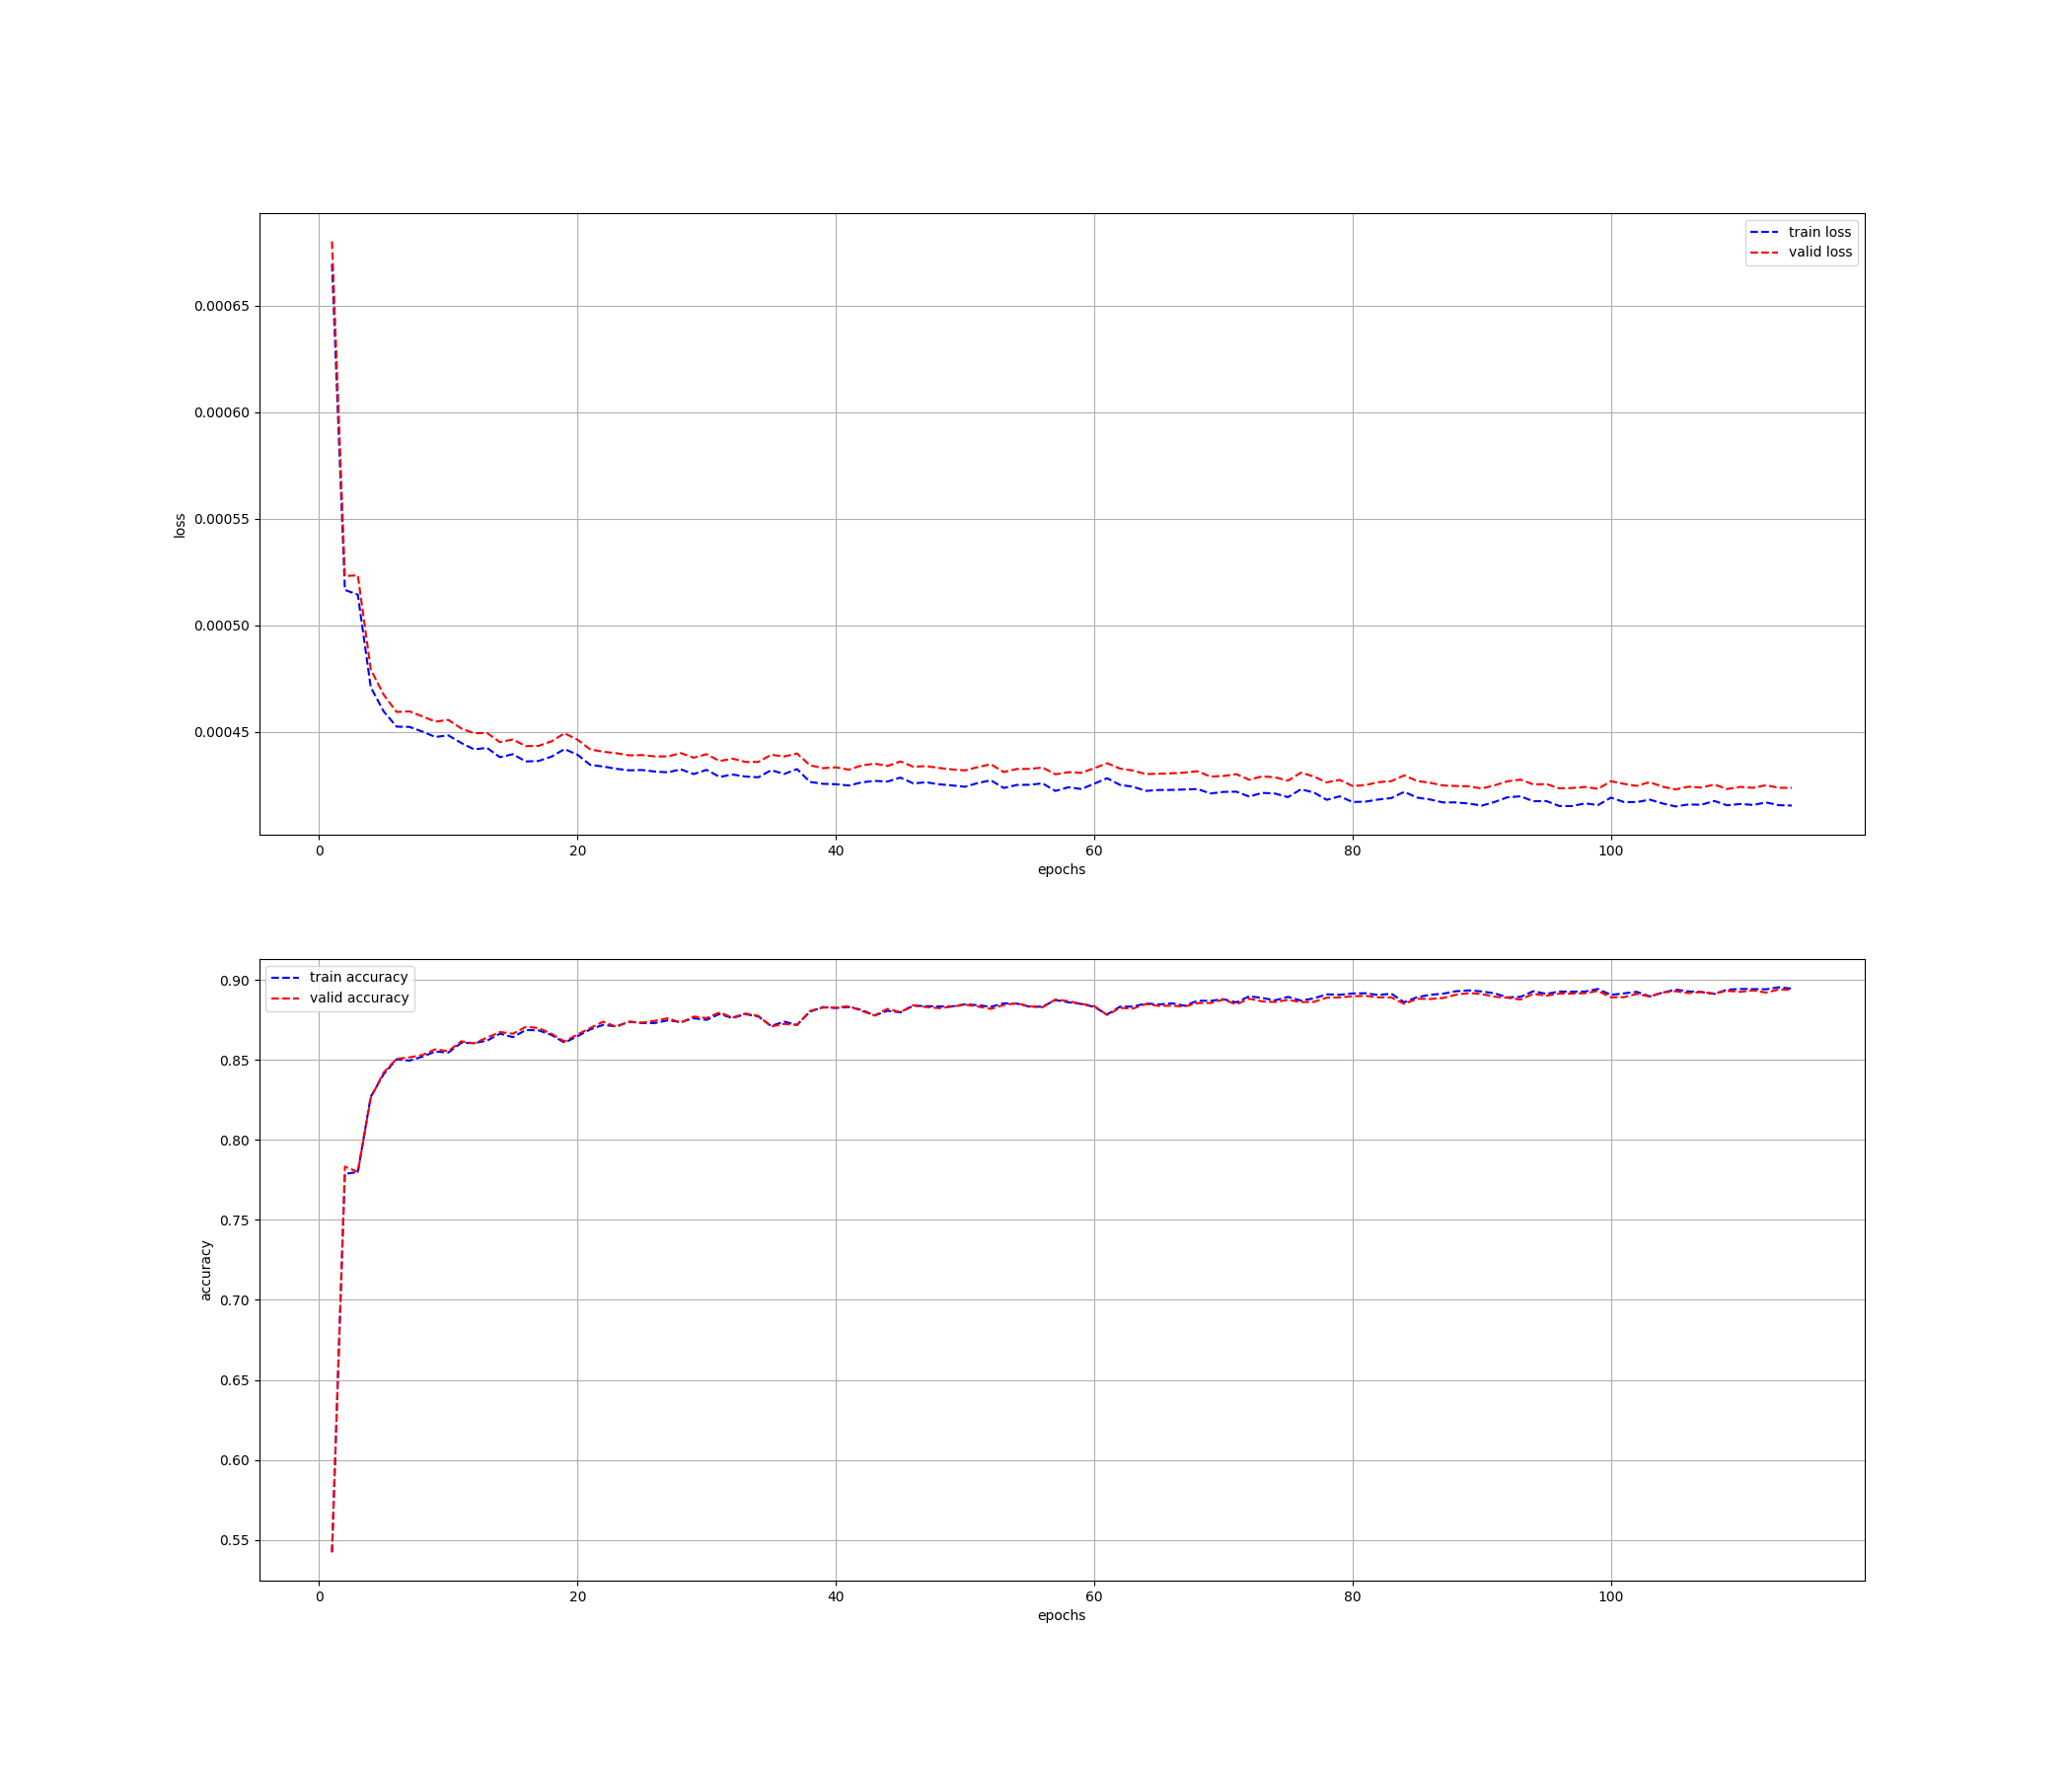 train loss
valid loss
0.00065
0.00060
0.00055
0.00050
0.00045
loss
0 20 40 60 80 100
epochs
train accuracy
valid accuracy
0.90
0.85
0.80
0.75
0.70
0.65
0.60
0.55
accuracy
0 20 40 60 80 100
epochs